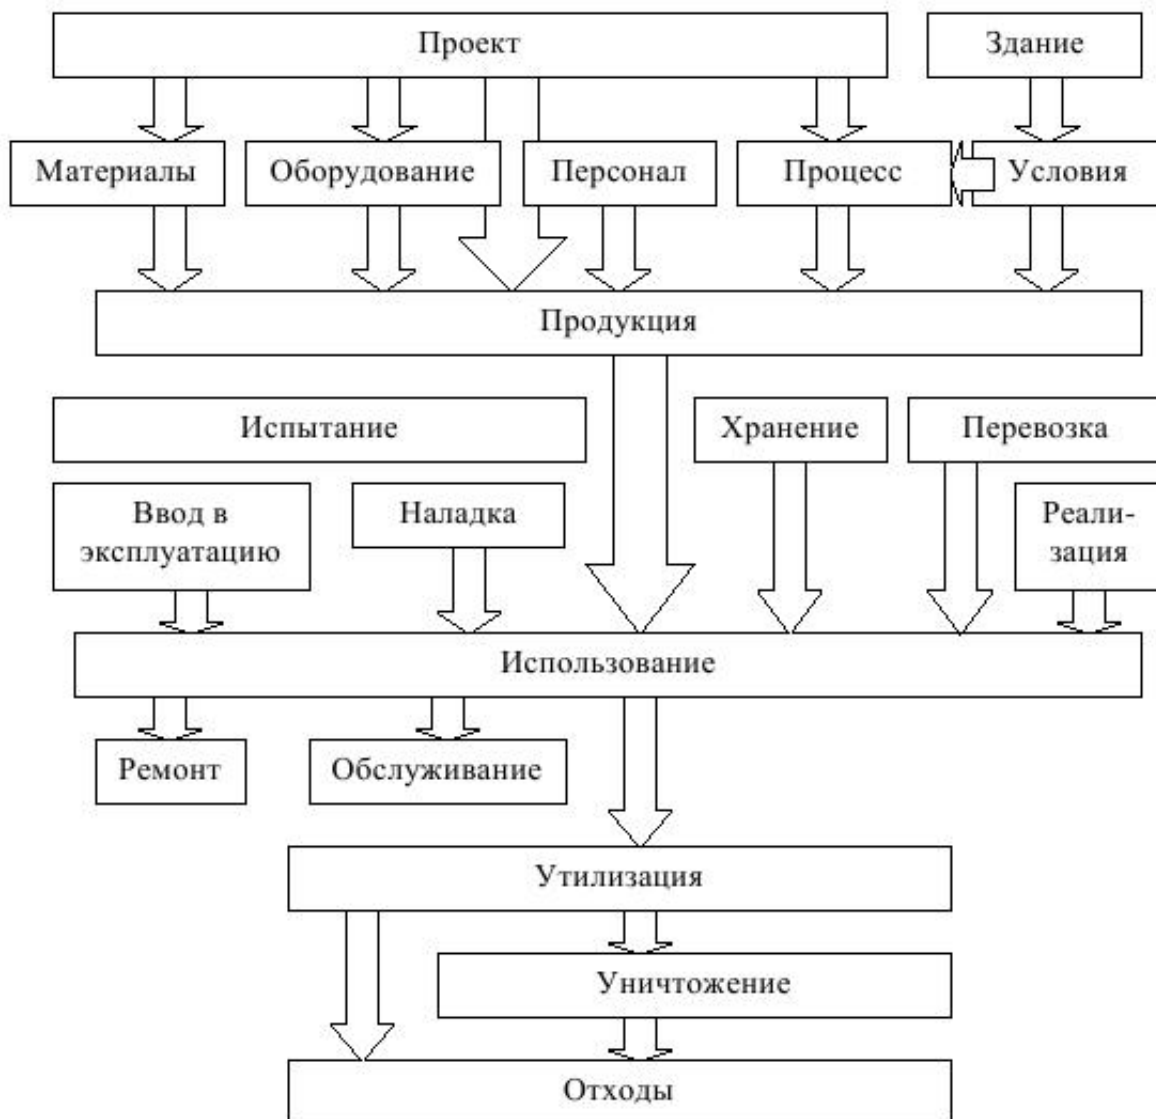 Проект
Здание
Материалы
Оборудование
Персонал
Процесс
Условия
Продукция
Испытание
Хранение
Перевозка
Ввод в
эксплуатацию
Наладка
Реали-
зация
Использование
Ремонт
Обслуживание
Утилизация
Уничтожение
Отходы